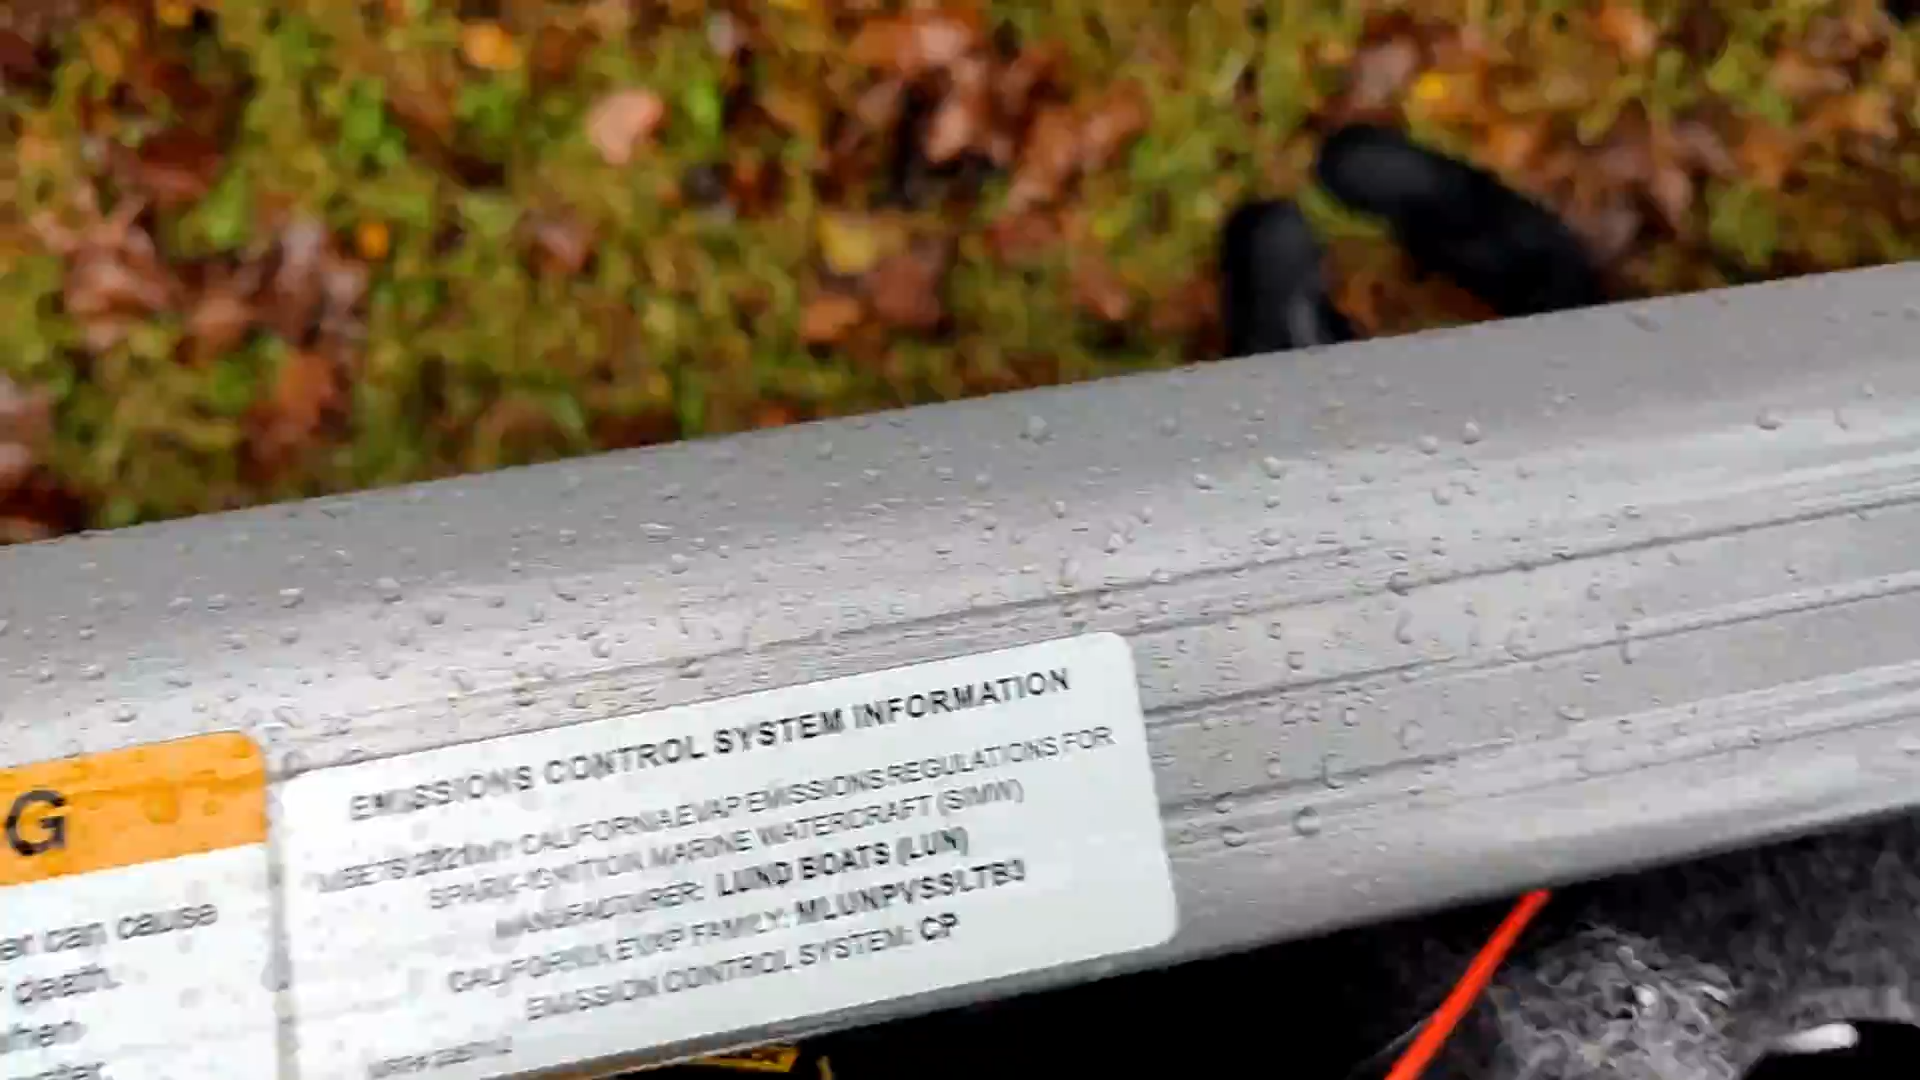 G
er can cause
death.
EMISSIONS CONTROL SYSTEM INFORMATION
MEETS 2021MY CALIFORNIA EVAP EMISSIONS REGULATIONS FOR
SPARK-IGNITION MARINE WATERCRAFT (SIMW)
MANUFACTURER: LUND BOATS (LUN)
CALIFORNIA EVAP FAMILY: MLUNPVSSLTB3
EMISSION CONTROL SYSTEM: CP